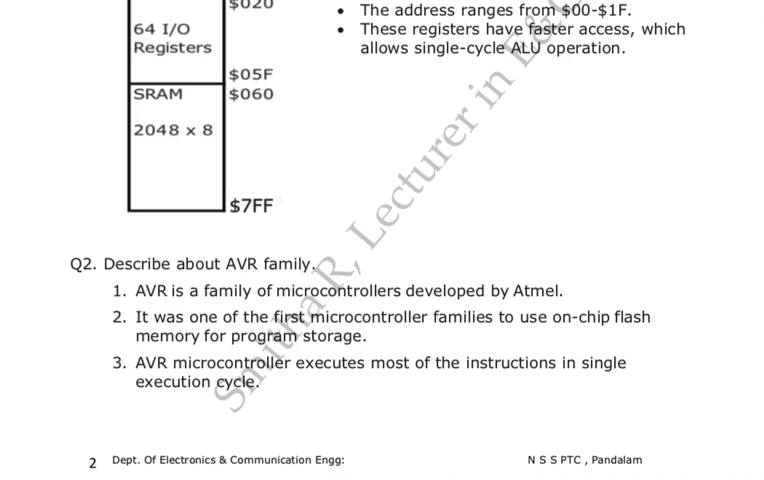 $020
64 I/O
Registers
$05F
SRAM
$060
2048 x 8
$7FF
• The address ranges from $00-$1F.
• These registers have faster access, which
allows single-cycle ALU operation.
Q2. Describe about AVR family.
1. AVR is a family of microcontrollers developed by Atmel.
2. It was one of the first microcontroller families to use on-chip flash
memory for program storage.
3. AVR microcontroller executes most of the instructions in single
execution cycle.
Smitha R, Lecturer in E&
2 Dept. Of Electronics & Communication Engg:
N S S PTC , Pandalam